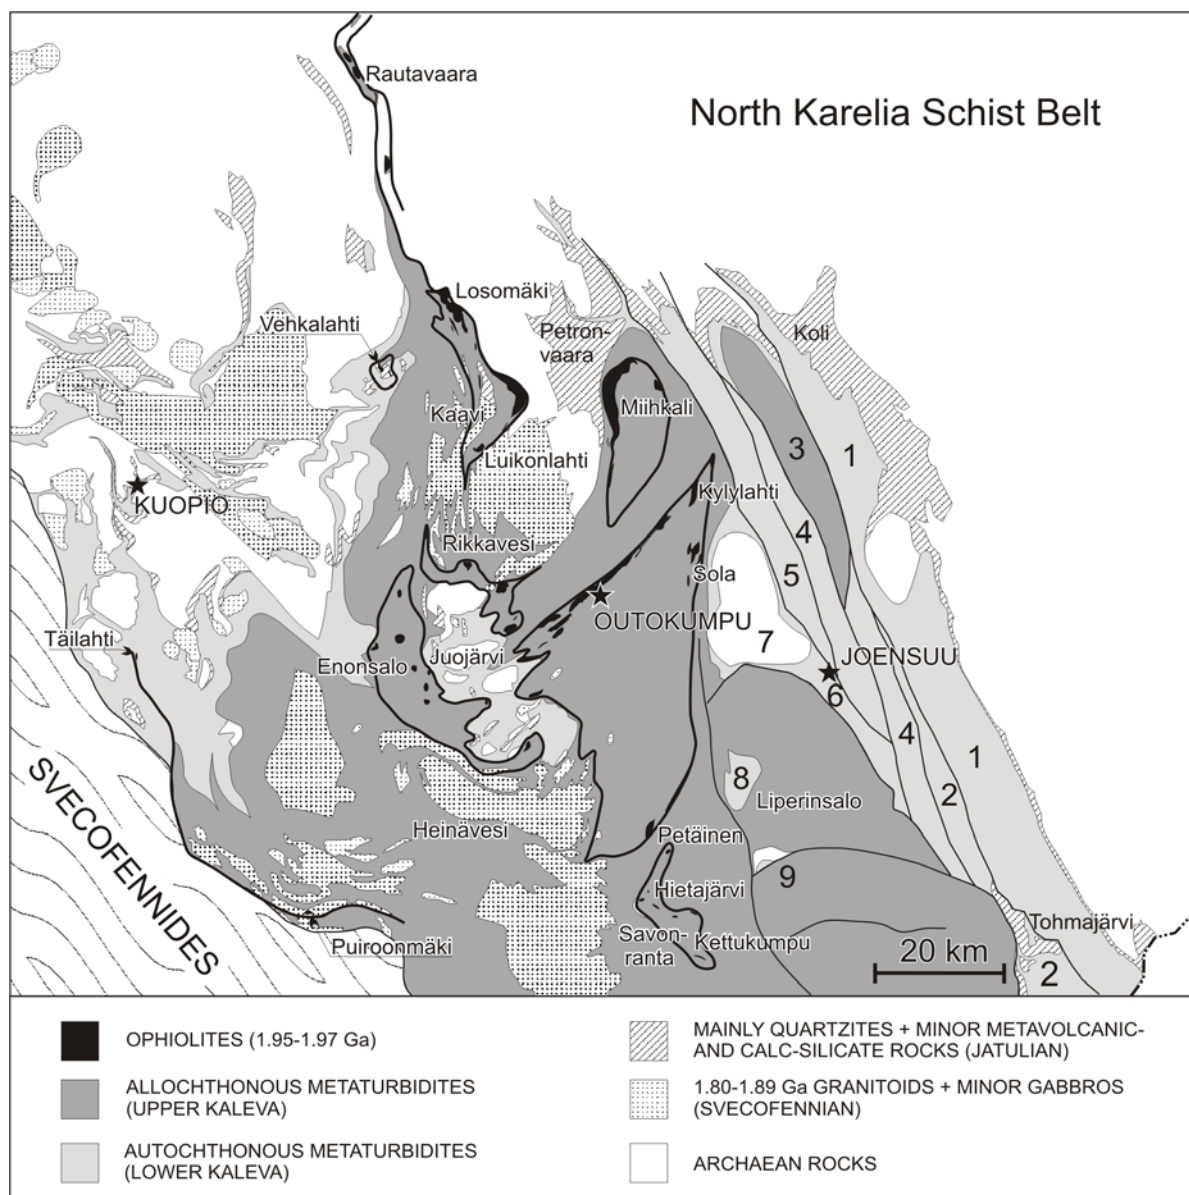 Rautavaara
North Karelia Schist Belt
Losomäki
Vehkalahti
Petron-
vaara
Koli
Kaavi
Miihkali
3
1
Luikonlahti
KUOPIO
Kylylahti
4
Rikkavesi
5
Sola
OUTOKUMPU
7
Täilahti
Enonsalo
Juojärvi
JOENSUU
6
4
1
8
2
Liperinsalo
SVECOFENNIDES
Heinävesi
Petäinen
9
Hietajärvi
Tohmajärvi
Savon-
ranta
Kettukumpu
Puiroonmäki
20 km
2
OPHIOLITES (1.95-1.97 Ga)
ALLOCHTHONOUS METATURBIDITES
(UPPER KALEVA)
AUTOCHTHONOUS METATURBIDITES
(LOWER KALEVA)
MAINLY QUARTZITES + MINOR METAVOLCANIC-
AND CALC-SILICATE ROCKS (JATULIAN)
1.80-1.89 Ga GRANITOIDS + MINOR GABBROS
(SVECOFENNIAN)
ARCHAEAN ROCKS